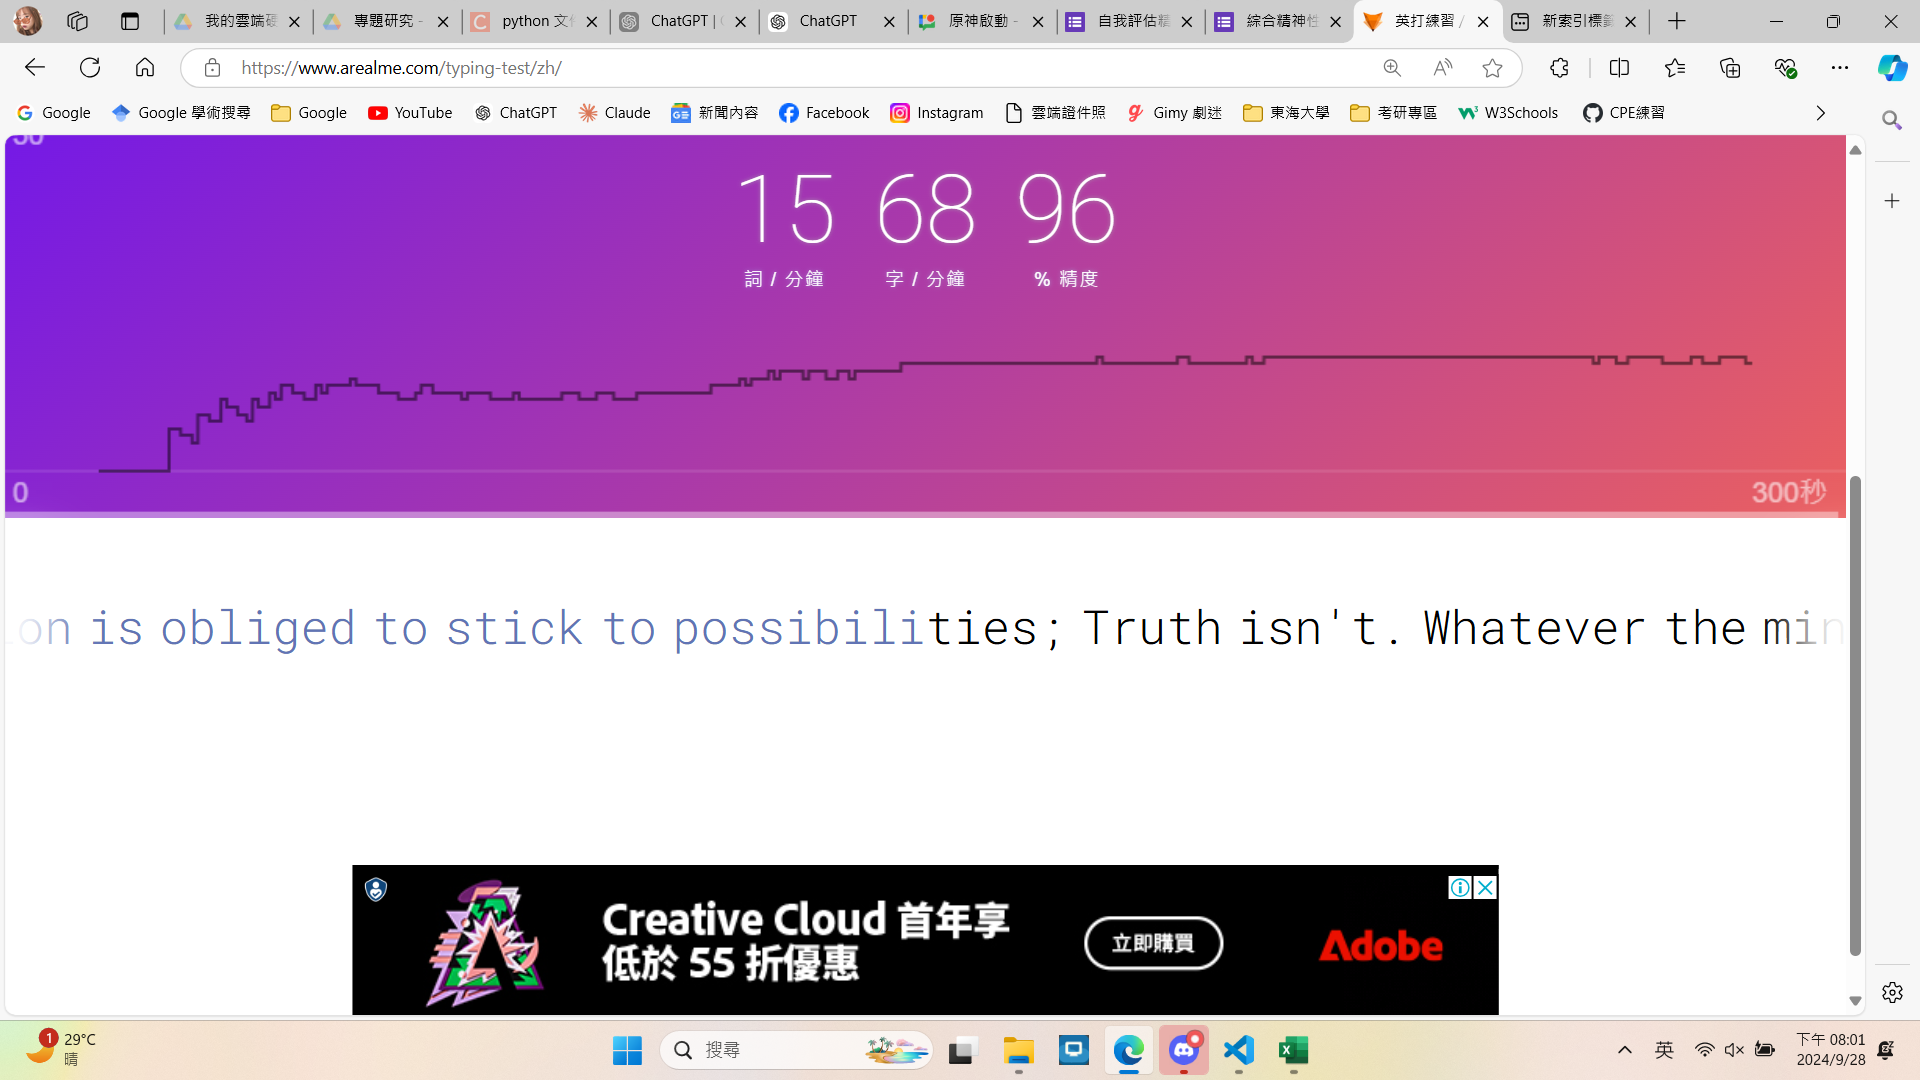 我的雲端硬
專題研究 -
python 文件
ChatGPT | (
ChatGPT
原神啟動 -
自我評估精
綜合精神性
英打練習 /
新索引標籤
https://www.arealme.com/typing-test/zh/
Google
Google 學術搜尋
Google
YouTube
ChatGPT
Claude
新聞內容
Facebook
Instagram
雲端證件照
Gimy 劇迷
東海大學
考研專區
W3Schools
CPE練習
50
15 68 96
詞 / 分鐘 字 / 分鐘 % 精度
0 300秒
ion is obliged to stick to possibilities; Truth isn't. Whatever the min
Creative Cloud 首年享
低於 55 折優惠
立即購買
Adobe
1
29°C
晴
搜尋
英
下午 08:01
2024/9/28